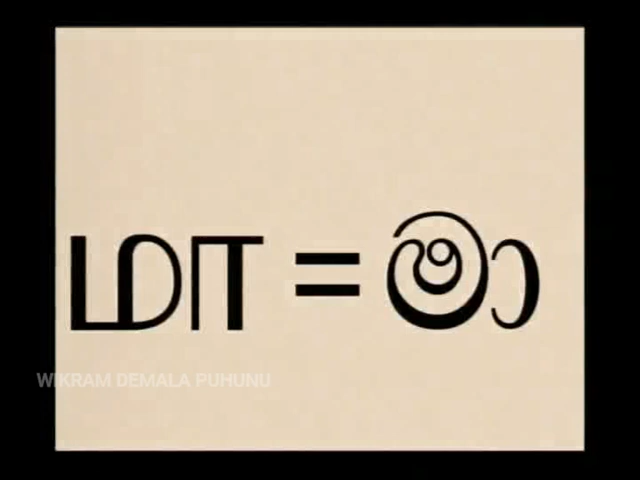 மா = මා
WIKRAM DEMALA PUHUNU